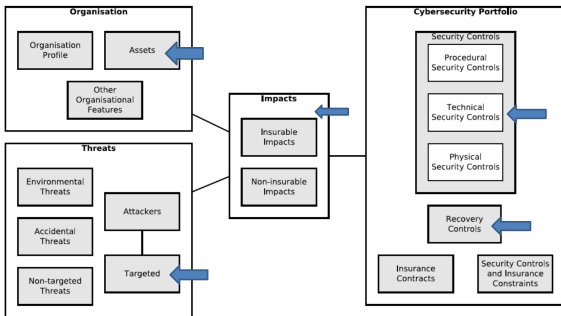 Organisation
Organisation
Profile
Assets
Other
Organisational
Features
Threats
Environmental
Threats
Accidental
Threats
Non-targeted
Threats
Attackers
Targeted
Impacts
Insurable
Impacts
Non-insurable
Impacts
Cybersecurity Portfolio
Security Controls
Procedural
Security Controls
Technical
Security Controls
Physical
Security Controls
Recovery
Controls
Insurance
Contracts
Security Controls
and Insurance
Constraints